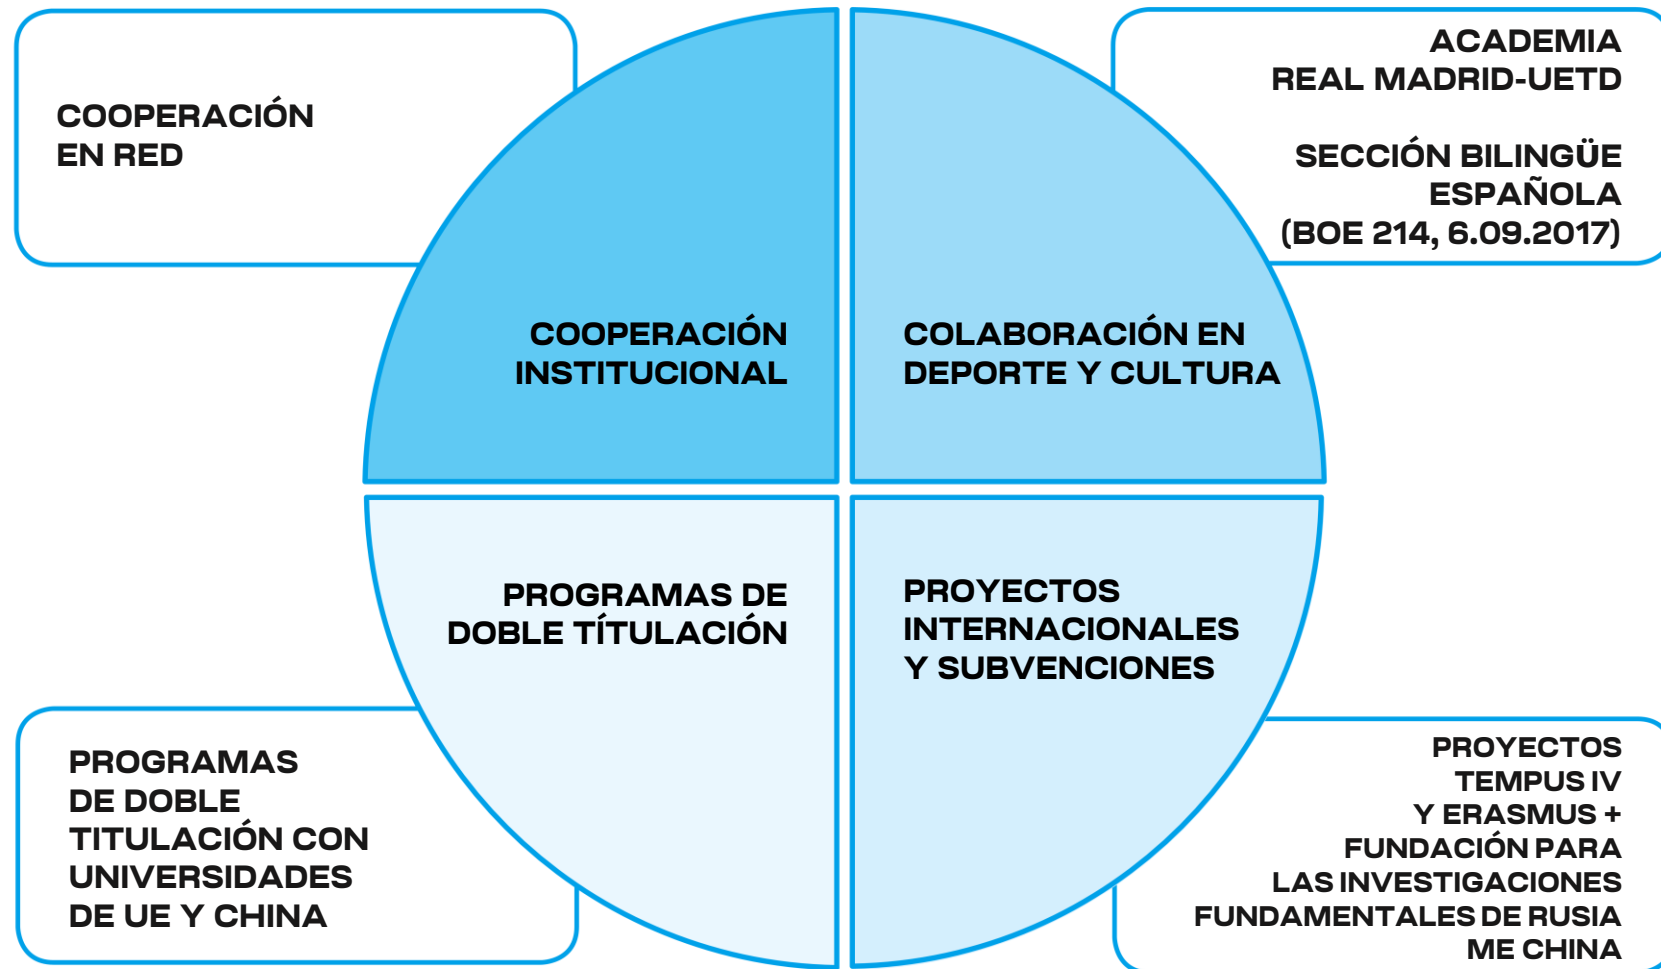 COOPERACIÓN
EN RED
ACADEMIA
REAL MADRID-UETD
SECCIÓN BILINGÜE
ESPAÑOLA
(BOE 214, 6.09.2017)
COOPERACIÓN
INSTITUCIONAL
COLABORACIÓN EN
DEPORTE Y CULTURA
PROGRAMAS DE
DOBLE TÍTULACIÓN
PROYECTOS
INTERNACIONALES
Y SUBVENCIONES
PROGRAMAS
DE DOBLE
TITULACIÓN CON
UNIVERSIDADES
DE UE Y CHINA
PROYECTOS
TEMPUS IV
Y ERASMUS +
FUNDACIÓN PARA
LAS INVESTIGACIONES
FUNDAMENTALES DE RUSIA
ME CHINA